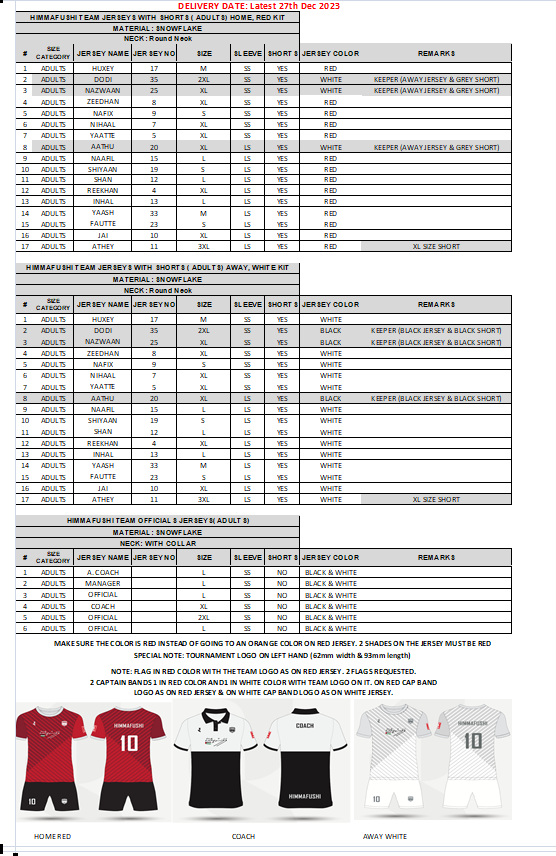 DELIVERY DATE: Latest 27th Dec 2023
HIMMAFUSHI TEAM JERSEYS WITH SHORTS ( ADULTS) HOME, RED KIT
MATERIAL: SNOWFLAKE
NECK: Round Neok
# SIZE CATEGORY JERSEY NAME JERSEY NO SIZE SLEEVE SHORTS JERSEY COLOR REMARKS
1 ADULTS HUXEY 17 M SS YES RED
2 ADULTS DODI 35 2XL SS YES WHITE KEEPER (AWAY JERSEY & GREY SHORT)
3 ADULTS NAZWAAN 25 XL SS YES WHITE KEEPER (AWAY JERSEY & GREY SHORT)
4 ADULTS ZEEDHAN 8 XL SS YES RED
5 ADULTS NAFIX 9 S SS YES RED
6 ADULTS NIHAAL 7 XL SS YES RED
7 ADULTS YAATTE 5 XL SS YES RED
8 ADULTS AATHU 20 XL LS YES WHITE KEEPER (AWAY JERSEY & GREY SHORT)
9 ADULTS NAAFIL 15 L LS YES RED
10 ADULTS SHIYAAN 19 S LS YES RED
11 ADULTS SHAN 12 L LS YES RED
12 ADULTS REEKHAN 4 XL LS YES RED
13 ADULTS INHAL 13 L LS YES RED
14 ADULTS YAASH 33 M LS YES RED
15 ADULTS FAUTTE 23 S LS YES RED
16 ADULTS JAI 10 XL LS YES RED
17 ADULTS ATHEY 11 3XL LS YES RED XL SIZE SHORT
HIMMAFUSHI TEAM JERSEYS WITH SHORTS ( ADULTS) AWAY, WHITE KIT
MATERIAL: SNOWFLAKE
NECK: Round Neok
# SIZE CATEGORY JERSEY NAME JERSEY NO SIZE SLEEVE SHORTS JERSEY COLOR REMARKS
1 ADULTS HUXEY 17 M SS YES WHITE
2 ADULTS DODI 35 2XL SS YES BLACK KEEPER (BLACK JERSEY & BLACK SHORT)
3 ADULTS NAZWAAN 25 XL SS YES BLACK KEEPER (BLACK JERSEY & BLACK SHORT)
4 ADULTS ZEEDHAN 8 XL SS YES WHITE
5 ADULTS NAFIX 9 S SS YES WHITE
6 ADULTS NIHAAL 7 XL SS YES WHITE
7 ADULTS YAATTE 5 XL SS YES WHITE
8 ADULTS AATHU 20 XL LS YES BLACK KEEPER (BLACK JERSEY & BLACK SHORT)
9 ADULTS NAAFIL 15 L LS YES WHITE
10 ADULTS SHIYAAN 19 S LS YES WHITE
11 ADULTS SHAN 12 L LS YES WHITE
12 ADULTS REEKHAN 4 XL LS YES WHITE
13 ADULTS INHAL 13 L LS YES WHITE
14 ADULTS YAASH 33 M LS YES WHITE
15 ADULTS FAUTTE 23 S LS YES WHITE
16 ADULTS JAI 10 XL LS YES WHITE
17 ADULTS ATHEY 11 3XL LS YES WHITE XL SIZE SHORT
HIMMAFUSHI TEAM OFFICIALS JERSEYS( ADULTS)
MATERIAL: SNOWFLAKE
NECK: WITH COLLAR
# SIZE CATEGORY JERSEY NAME JERSEY NO SIZE SLEEVE SHORTS JERSEY COLOR REMARKS
1 ADULTS A. COACH L SS NO BLACK & WHITE
2 ADULTS MANAGER L SS NO BLACK & WHITE
3 ADULTS OFFICIAL L SS NO BLACK & WHITE
4 ADULTS COACH XL SS NO BLACK & WHITE
5 ADULTS OFFICIAL 2XL SS NO BLACK & WHITE
6 ADULTS OFFICIAL L SS NO BLACK & WHITE
MAKE SURE THE COLOR IS RED INSTEAD OF GOING TO AN ORANGE COLOR ON RED JERSEY. 2 SHADES ON THE JERSEY MUST BE RED
SPECIAL NOTE: TOURNAMENT LOGO ON LEFT HAND (62mm width & 93mm length)
NOTE: FLAG IN RED COLOR WITH THE TEAM LOGO AS ON RED JERSEY. 2 FLAGS REQUESTED.
2 CAPTAIN BANDS 1 IN RED COLOR AND 1 IN WHITE COLOR WITH TEAM LOGO ON IT. ON RED CAP BAND
LOGO AS ON RED JERSEY & ON WHITE CAP BAND LOGO AS ON WHITE JERSEY.
HIMMAFUSHI
10
10
COACH
HIMMAFUSHI
HIMMAFUSHI
10
10
HOME RED COACH AWAY WHITE